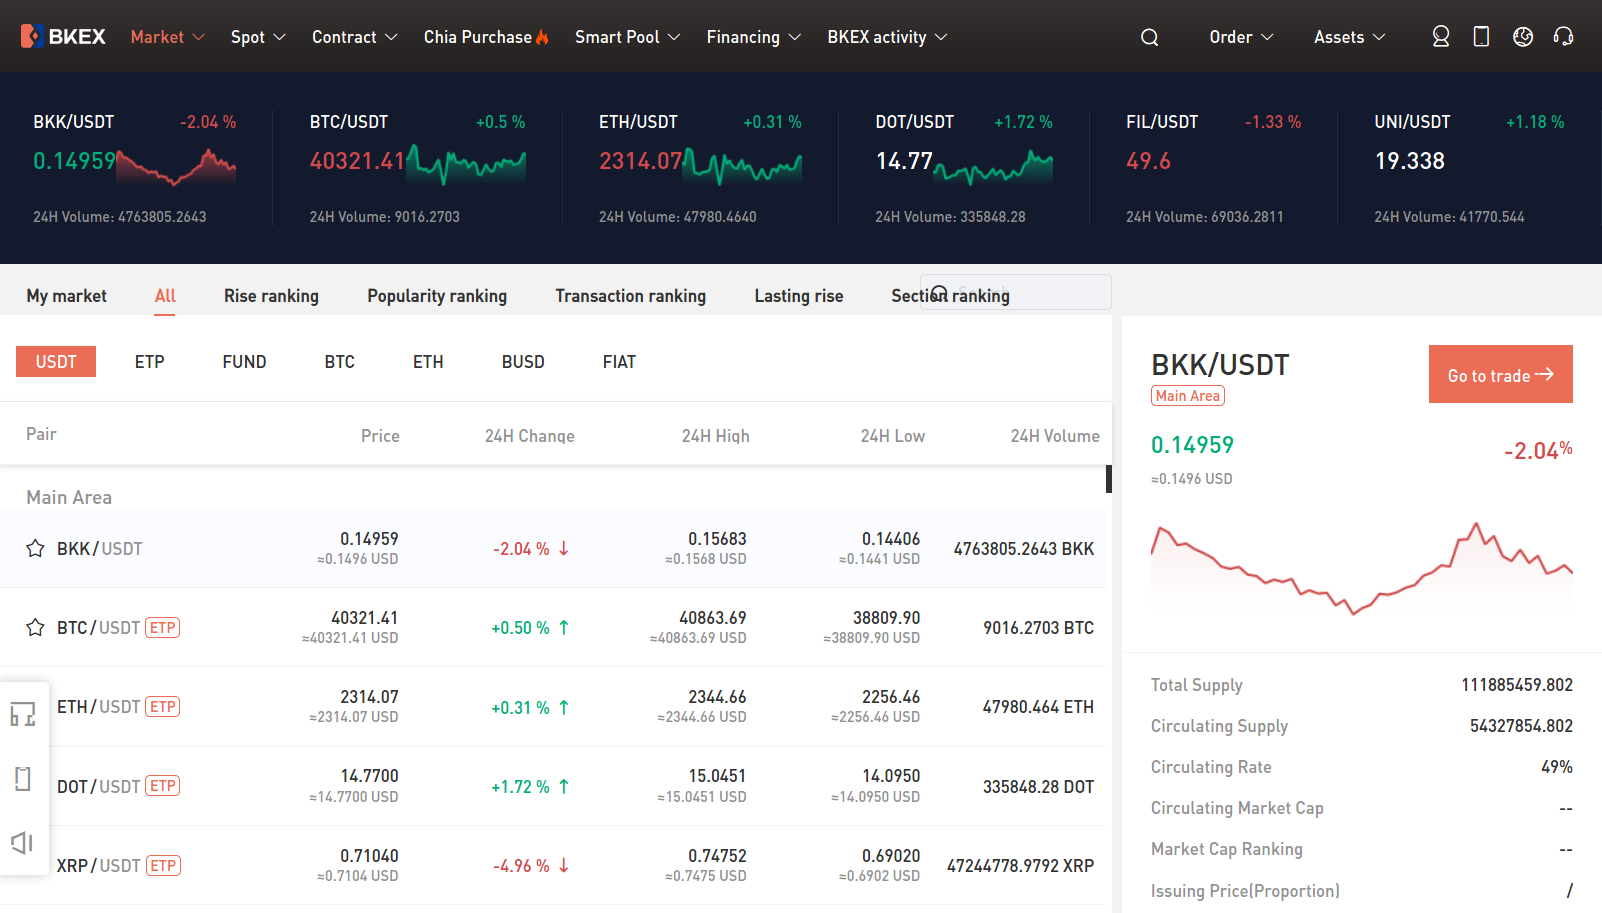 BKEX Market Spot Contract Chia Purchase Smart Pool Financing BKEX activity Order Assets
BKK/USDT -2.04 % BTC/USDT +0.5 % ETH/USDT +0.31 % DOT/USDT +1.72 % FIL/USDT -1.33 % UNI/USDT +1.18 %
0.14959 40321.41 2314.07 14.77 49.6 19.338
24H Volume: 4763805.2643 24H Volume: 9016.2703 24H Volume: 47980.4640 24H Volume: 335848.28 24H Volume: 69036.2811 24H Volume: 41770.544
My market All Rise ranking Popularity ranking Transaction ranking Lasting rise Section ranking
USDT ETP FUND BTC ETH BUSD FIAT
Pair Price 24H Change 24H High 24H Low 24H Volume
Main Area
BKK/USDT 0.14959 -2.04 % ↓ 0.15683 0.14406 4763805.2643 BKK
≈0.1496 USD ≈0.1568 USD ≈0.1441 USD
BTC/USDT ETP 40321.41 +0.50 % ↑ 40863.69 38809.90 9016.2703 BTC
≈40321.41 USD ≈40863.69 USD ≈38809.90 USD
ETH/USDT ETP 2314.07 +0.31 % ↑ 2344.66 2256.46 47980.464 ETH
≈2314.07 USD ≈2344.66 USD ≈2256.46 USD
DOT/USDT ETP 14.7700 +1.72 % ↑ 15.0451 14.0950 335848.28 DOT
≈14.7700 USD ≈15.0451 USD ≈14.0950 USD
XRP/USDT ETP 0.71040 -4.96 % ↓ 0.74752 0.69020 47244778.9792 XRP
≈0.7104 USD ≈0.7475 USD ≈0.6902 USD
BKK/USDT
Main Area
Go to trade
0.14959 -2.04%
≈0.1496 USD
Total Supply 111885459.802
Circulating Supply 54327854.802
Circulating Rate 49%
Circulating Market Cap --
Market Cap Ranking --
Issuing Price(Proportion) /